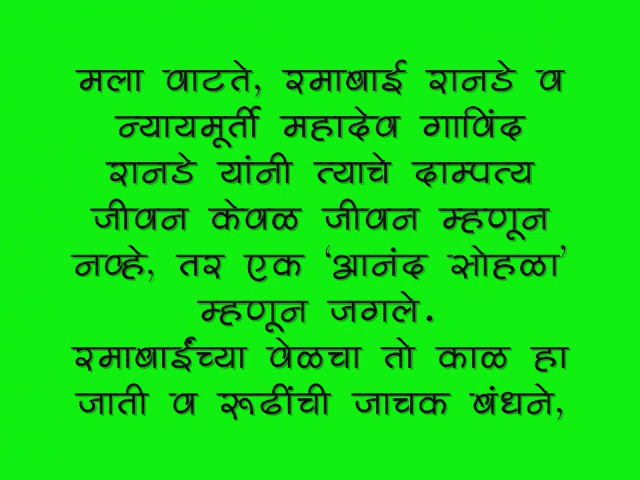 मला वाटते, रमाबाई रानडे व
न्यायमूर्ती महादेव गाविंद
रानडे यांनी त्याचे दाम्पत्य
जीवन केवळ जीवन म्हणून
नव्हे, तर एक ‘आनंद सोहळा’
म्हणून जगले.
रमाबाईंच्या वेळचा तो काळ हा
जाती व रूढींची जाचक बंधने,